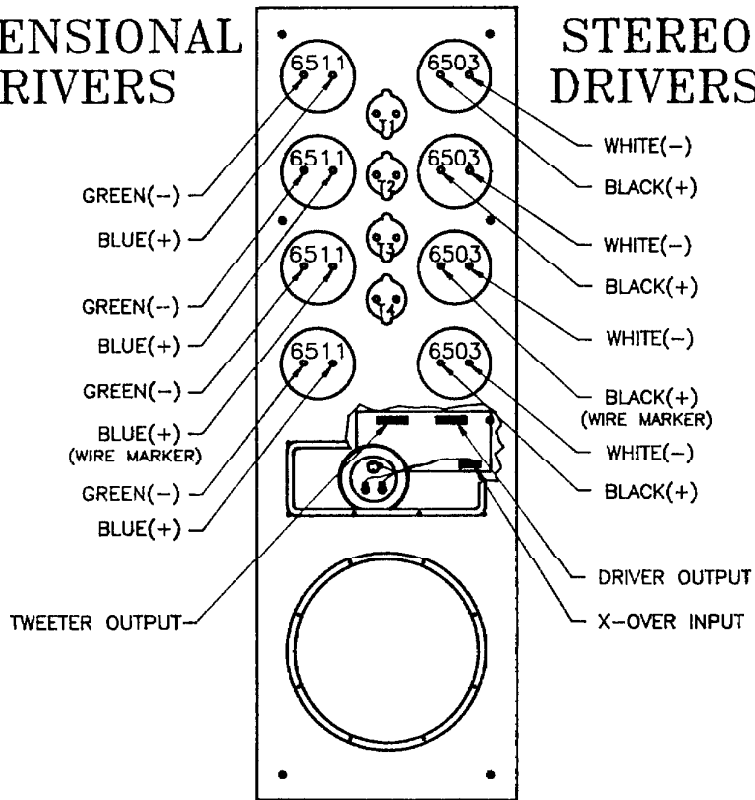 ENSIONAL
RIVERS
STEREO
DRIVERS
6511
6503
T1
6511
6503
T2
6511
6503
T3
T4
6511
6503
GREEN(-)
BLUE(+)
GREEN(-)
BLUE(+)
GREEN(-)
BLUE(+)
(WIRE MARKER)
GREEN(-)
BLUE(+)
TWEETER OUTPUT
WHITE(-)
BLACK(+)
WHITE(-)
BLACK(+)
WHITE(-)
BLACK(+)
(WIRE MARKER)
WHITE(-)
BLACK(+)
DRIVER OUTPUT
X-OVER INPUT